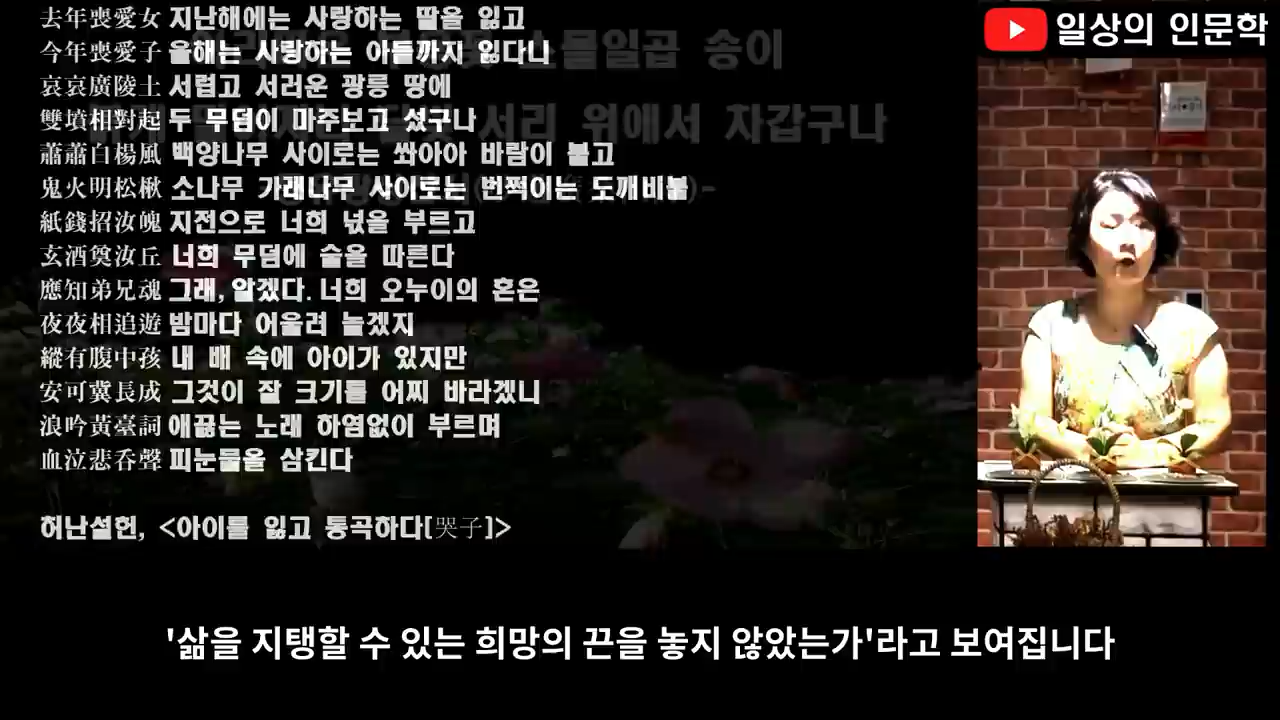 去年喪愛女 지난해에는 사랑하는 딸을 잃고
今年喪愛子 올해는 사랑하는 아들까지 잃다니
哀哀廣陵土 서럽고 서러운 광릉 땅에
雙墳相對起 두 무덤이 마주보고 섰구나
蕭蕭白楊風 백양나무 사이로는 쏴아아 바람이 불고
鬼火明松楸 소나무 가래나무 사이로는 번쩍이는 도깨비불
紙錢招汝魄 지전으로 너희 넋을 부르고
玄酒奠汝丘 너희 무덤에 술을 따른다
應知弟兄魂 그래, 알겠다. 너희 오누이의 혼은
夜夜相追遊 밤마다 어울려 놀겠지
縱有腹中孩 내 배 속에 아이가 있지만
安可冀長成 그것이 잘 크기를 어찌 바라겠니
浪吟黃臺詞 애끓는 노래 하염없이 부르며
血泣悲呑聲 피눈물을 삼킨다
허난설헌, <아이를 잃고 통곡하다[哭子]>
스물일곱 송이
서리 위에서 차갑구나
일상의 인문학
'삶을 지탱할 수 있는 희망의 끈을 놓지 않았는가'라고 보여집니다